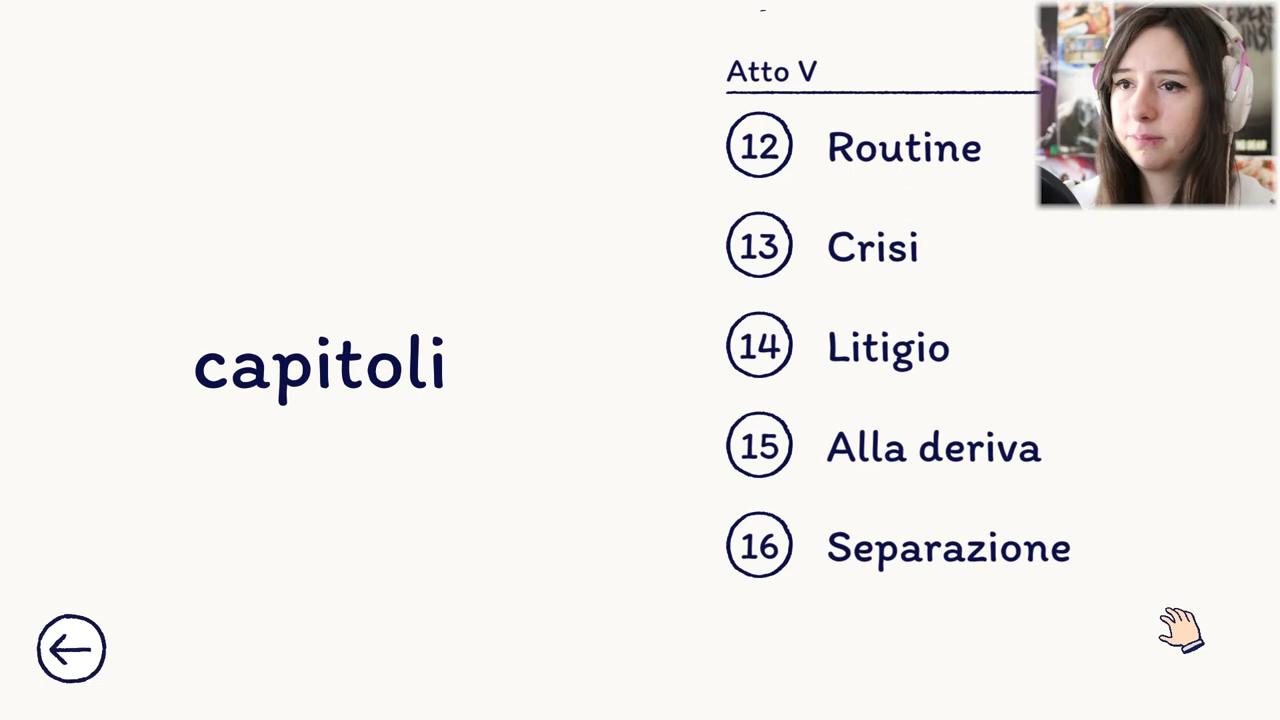 Atto V
12 Routine
13 Crisi
14 Litigio
capitoli
15 Alla deriva
16 Separazione